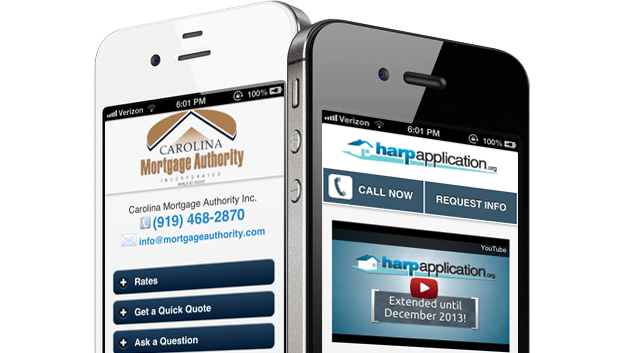 Verizon 6:01 PM 100%
CAROLINA
Mortgage Authority
INCORPORATED
Carolina Mortgage Authority Inc.
(919) 468-2870
info@mortgageauthority.com
Rates
Get a Quick Quote
Ask a Question
Verizon 6:01 PM 100%
harpapplication.org
CALL NOW
REQUEST INFO
YouTube
harpapplication.org
Extended until
December 2013!